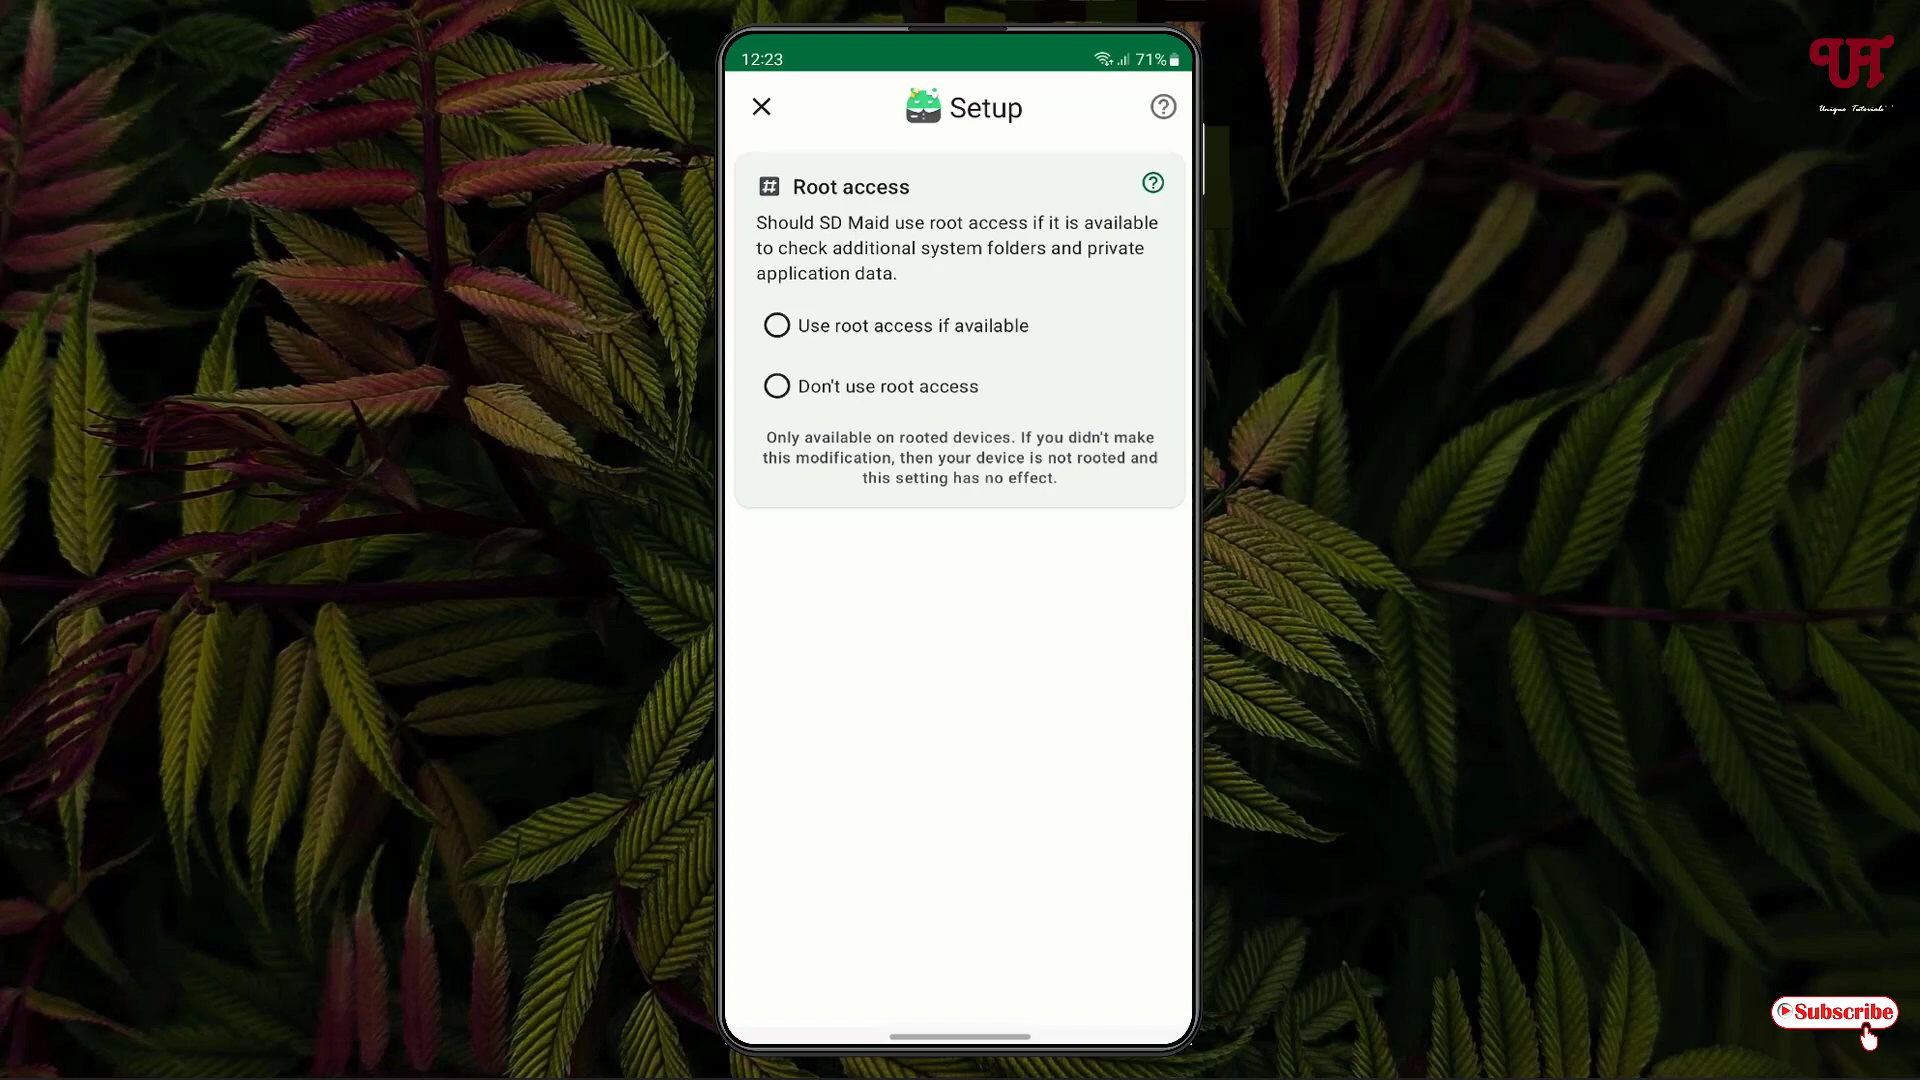 12:23
71%
UT
Unique Tutorials
Setup
Root access
Should SD Maid use root access if it is available
to check additional system folders and private
application data.
Use root access if available
Don't use root access
Only available on rooted devices. If you didn't make
this modification, then your device is not rooted and
this setting has no effect.
Subscribe